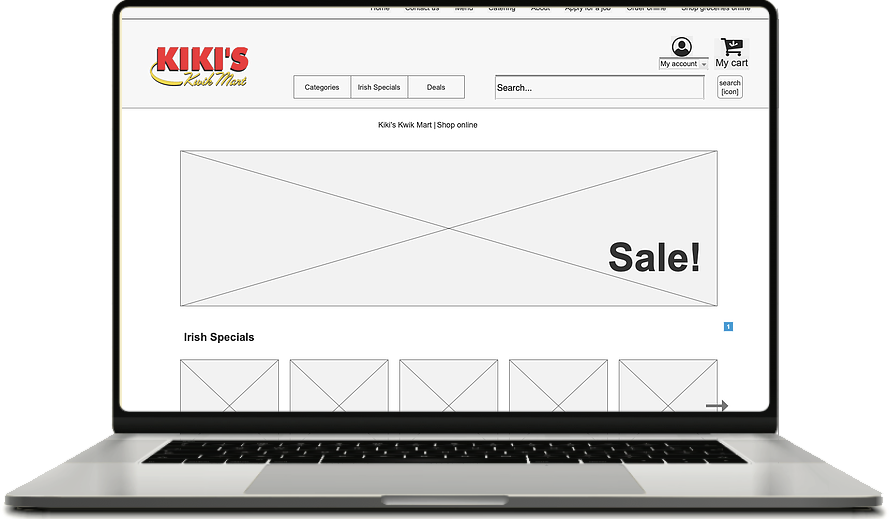 Home Contact us Menu Catering About Apply for a job Order online Shop groceries online
KIKI'S
Kwik Mart
My account
My cart
Categories
Irish Specials
Deals
Search...
search
[icon]
Kiki's Kwik Mart | Shop online
Sale!
1
Irish Specials